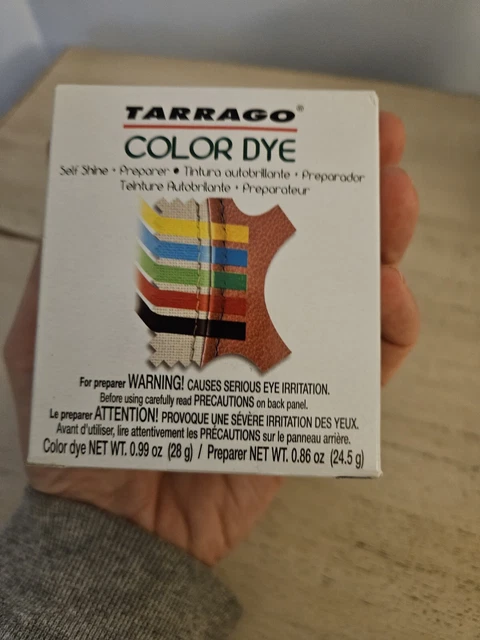 TARRAGO®
COLOR DYE
Self Shine + Preparer • Tintura autobrillante + Preparador
Teinture Autobrilante + Preparateur
For preparer WARNING! CAUSES SERIOUS EYE IRRITATION.
Before using carefully read PRECAUTIONS on back panel.
Le preparer ATTENTION! PROVOQUE UNE SÉVÈRE IRRITATION DES YEUX.
Avant d'utiliser, lire attentivement les PRÉCAUTIONS sur le panneau arrière.
Color dye NET WT. 0.99 oz (28 g) / Preparer NET WT. 0.86 oz (24.5 g)